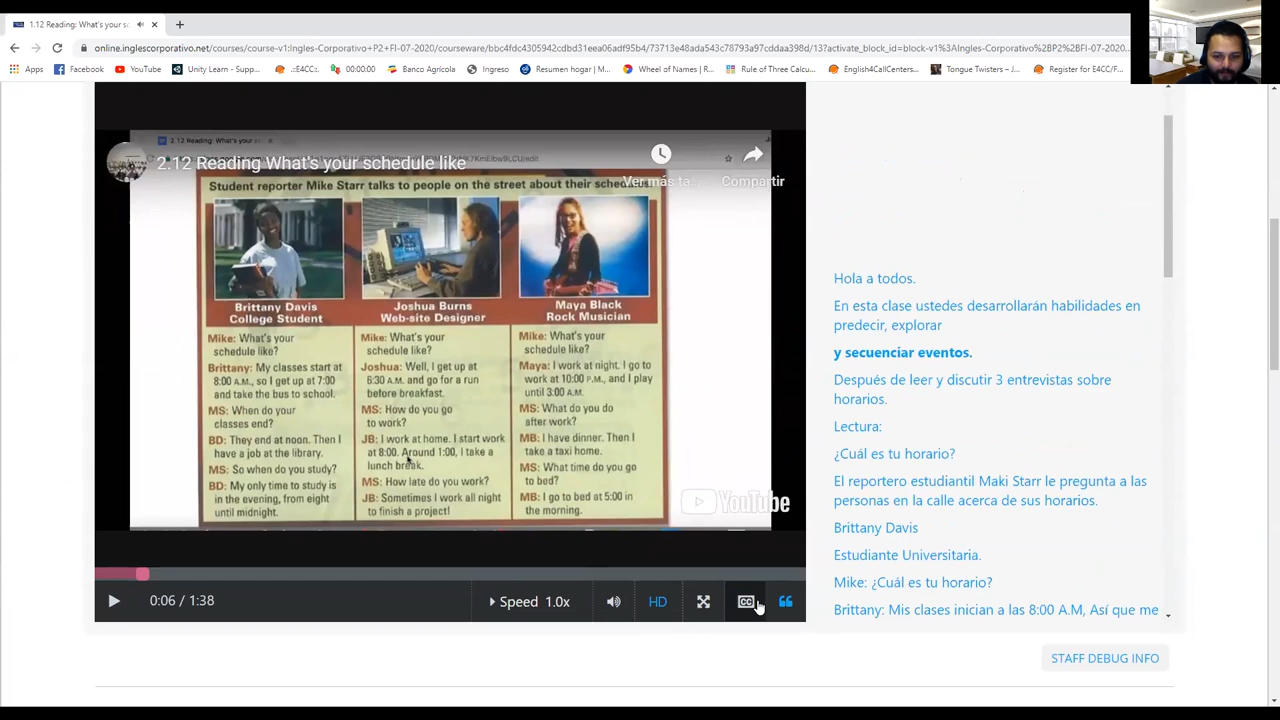 1.12 Reading: What's your sc
online.inglescorporativo.net/courses/course-v1:Ingles-Corporativo+P2+FI-07-2020/courseware/bbc4fdc4305942cdbd31eea06adf95b4/73713e48ada543c78793a97cddaa398d/13?activate_block_id=block-v1%3AIngles-Corporativo%2BP2%2BFI-07-2020...
Apps Facebook YouTube Unity Learn - Supp... .::E4CC:. 00:00:00 Banco Agrícola Ingreso Resumen hogar | M... Wheel of Names | R... Rule of Three Calcu... English4CallCenters... Tongue Twisters – J... Register for E4CC/F...
2.12 Reading: What's your
2.12 Reading What's your schedule like
Ver más ta...
Compartir
Student reporter Mike Starr talks to people on the street about their schedules.
Brittany Davis
College Student
Mike: What's your
schedule like?
Brittany: My classes start at
8:00 A.M., so I get up at 7:00
and take the bus to school.
MS: When do your
classes end?
BD: They end at noon. Then I
have a job at the library.
MS: So when do you study?
BD: My only time to study is
in the evening, from eight
until midnight.
Joshua Burns
Web-site Designer
Mike: What's your
schedule like?
Joshua: Well, I get up at
6:30 A.M. and go for a run
before breakfast.
MS: How do you go
to work?
JB: I work at home. I start work
at 8:00. Around 1:00, I take a
lunch break.
MS: How late do you work?
JB: Sometimes I work all night
to finish a project!
Maya Black
Rock Musician
Mike: What's your
schedule like?
Maya: I work at night. I go to
work at 10:00 P.M., and I play
until 3:00 A.M.
MS: What do you do
after work?
MB: I have dinner. Then I
take a taxi home.
MS: What time do you go
to bed?
MB: I go to bed at 5:00 in
the morning.
YouTube
0:06 / 1:38
Speed 1.0x
HD
CC
Hola a todos.
En esta clase ustedes desarrollarán habilidades en
predecir, explorar
y secuenciar eventos.
Después de leer y discutir 3 entrevistas sobre
horarios.
Lectura:
¿Cuál es tu horario?
El reportero estudiantil Maki Starr le pregunta a las
personas en la calle acerca de sus horarios.
Brittany Davis
Estudiante Universitaria.
Mike: ¿Cuál es tu horario?
Brittany: Mis clases inician a las 8:00 A.M, Así que me
STAFF DEBUG INFO